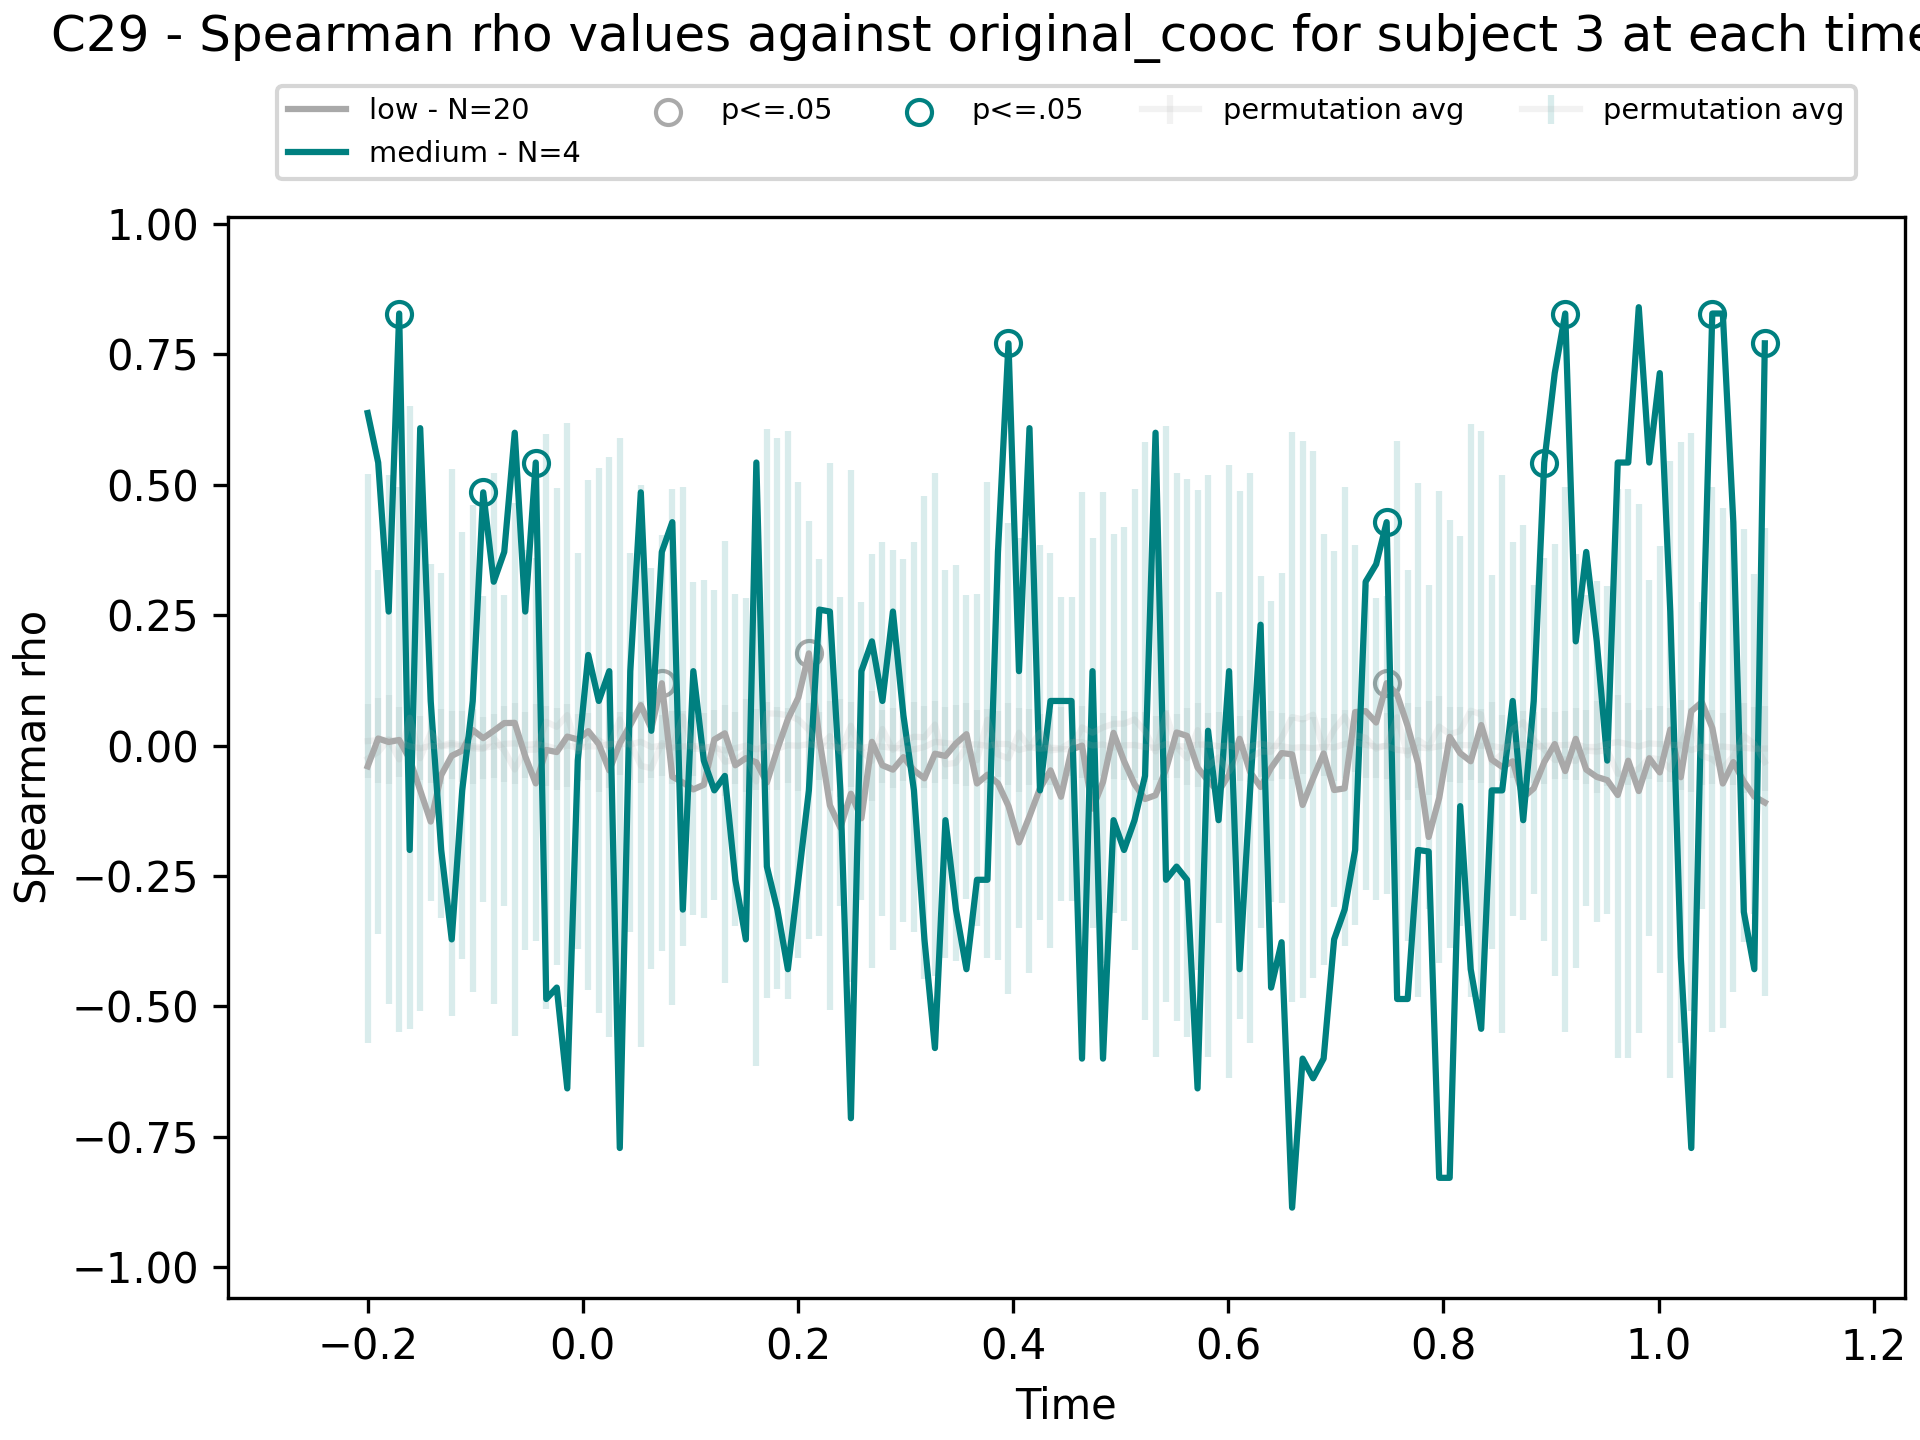 C29 - Spearman rho values against original_cooc for subject 3 at each time
low - N=20
medium - N=4
p<=.05
p<=.05
permutation avg
permutation avg
1.00
0.75
0.50
0.25
0.00
−0.25
−0.50
−0.75
−1.00
Spearman rho
−0.2 0.0 0.2 0.4 0.6 0.8 1.0 1.2
Time